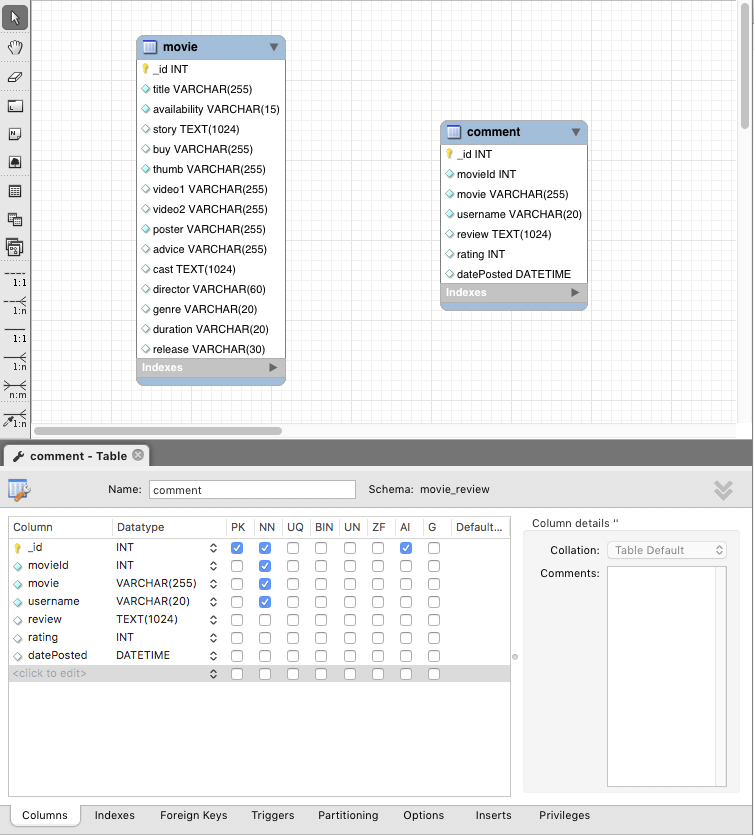 movie
_id INT
title VARCHAR(255)
availability VARCHAR(15)
story TEXT(1024)
buy VARCHAR(255)
thumb VARCHAR(255)
video1 VARCHAR(255)
video2 VARCHAR(255)
poster VARCHAR(255)
advice VARCHAR(255)
cast TEXT(1024)
director VARCHAR(60)
genre VARCHAR(20)
duration VARCHAR(20)
release VARCHAR(30)
Indexes
comment
_id INT
movieId INT
movie VARCHAR(255)
username VARCHAR(20)
review TEXT(1024)
rating INT
datePosted DATETIME
Indexes
1:1
1:n
1:1
1:n
n:m
1:n
comment - Table
Name: comment Schema: movie_review
Column Datatype PK NN UQ BIN UN ZF AI G Default...
_id INT
movieId INT
movie VARCHAR(255)
username VARCHAR(20)
review TEXT(1024)
rating INT
datePosted DATETIME
<click to edit>
Column details ''
Collation: Table Default
Comments:
Columns Indexes Foreign Keys Triggers Partitioning Options Inserts Privileges